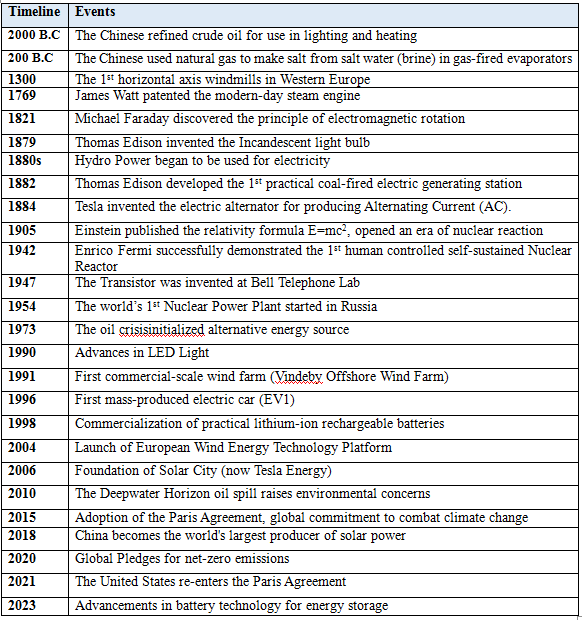 Timeline Events
2000 B.C The Chinese refined crude oil for use in lighting and heating
200 B.C The Chinese used natural gas to make salt from salt water (brine) in gas-fired evaporators
1300 The 1st horizontal axis windmills in Western Europe
1769 James Watt patented the modern-day steam engine
1821 Michael Faraday discovered the principle of electromagnetic rotation
1879 Thomas Edison invented the Incandescent light bulb
1880s Hydro Power began to be used for electricity
1882 Thomas Edison developed the 1st practical coal-fired electric generating station
1884 Tesla invented the electric alternator for producing Alternating Current (AC).
1905 Einstein published the relativity formula E=mc², opened an era of nuclear reaction
1942 Enrico Fermi successfully demonstrated the 1st human controlled self-sustained Nuclear
Reactor
1947 The Transistor was invented at Bell Telephone Lab
1954 The world's 1st Nuclear Power Plant started in Russia
1973 The oil crisisinitialized alternative energy source
1990 Advances in LED Light
1991 First commercial-scale wind farm (Vindeby Offshore Wind Farm)
1996 First mass-produced electric car (EV1)
1998 Commercialization of practical lithium-ion rechargeable batteries
2004 Launch of European Wind Energy Technology Platform
2006 Foundation of Solar City (now Tesla Energy)
2010 The Deepwater Horizon oil spill raises environmental concerns
2015 Adoption of the Paris Agreement, global commitment to combat climate change
2018 China becomes the world's largest producer of solar power
2020 Global Pledges for net-zero emissions
2021 The United States re-enters the Paris Agreement
2023 Advancements in battery technology for energy storage